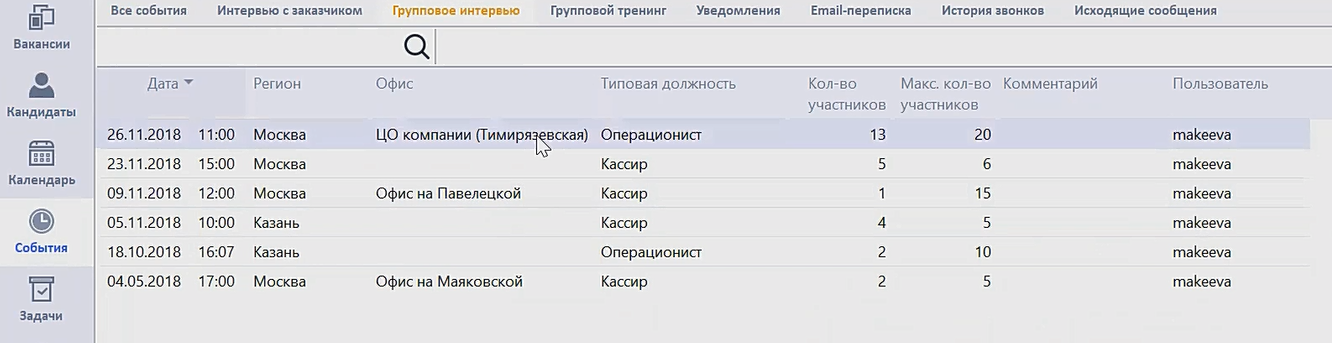 Все события Интервью с заказчиком Групповое интервью Групповой тренинг Уведомления Email-переписка История звонков Исходящие сообщения
Вакансии
Кандидаты
Календарь
События
Задачи
Дата Регион Офис Типовая должность Кол-во участников Макс. кол-во участников Комментарий Пользователь
26.11.2018 11:00 Москва ЦО компании (Тимирязевская) Операционист 13 20 makeeva
23.11.2018 15:00 Москва Кассир 5 6 makeeva
09.11.2018 12:00 Москва Офис на Павелецкой Кассир 1 15 makeeva
05.11.2018 10:00 Казань Кассир 4 5 makeeva
18.10.2018 16:07 Казань Операционист 2 10 makeeva
04.05.2018 17:00 Москва Офис на Маяковской Кассир 2 5 makeeva